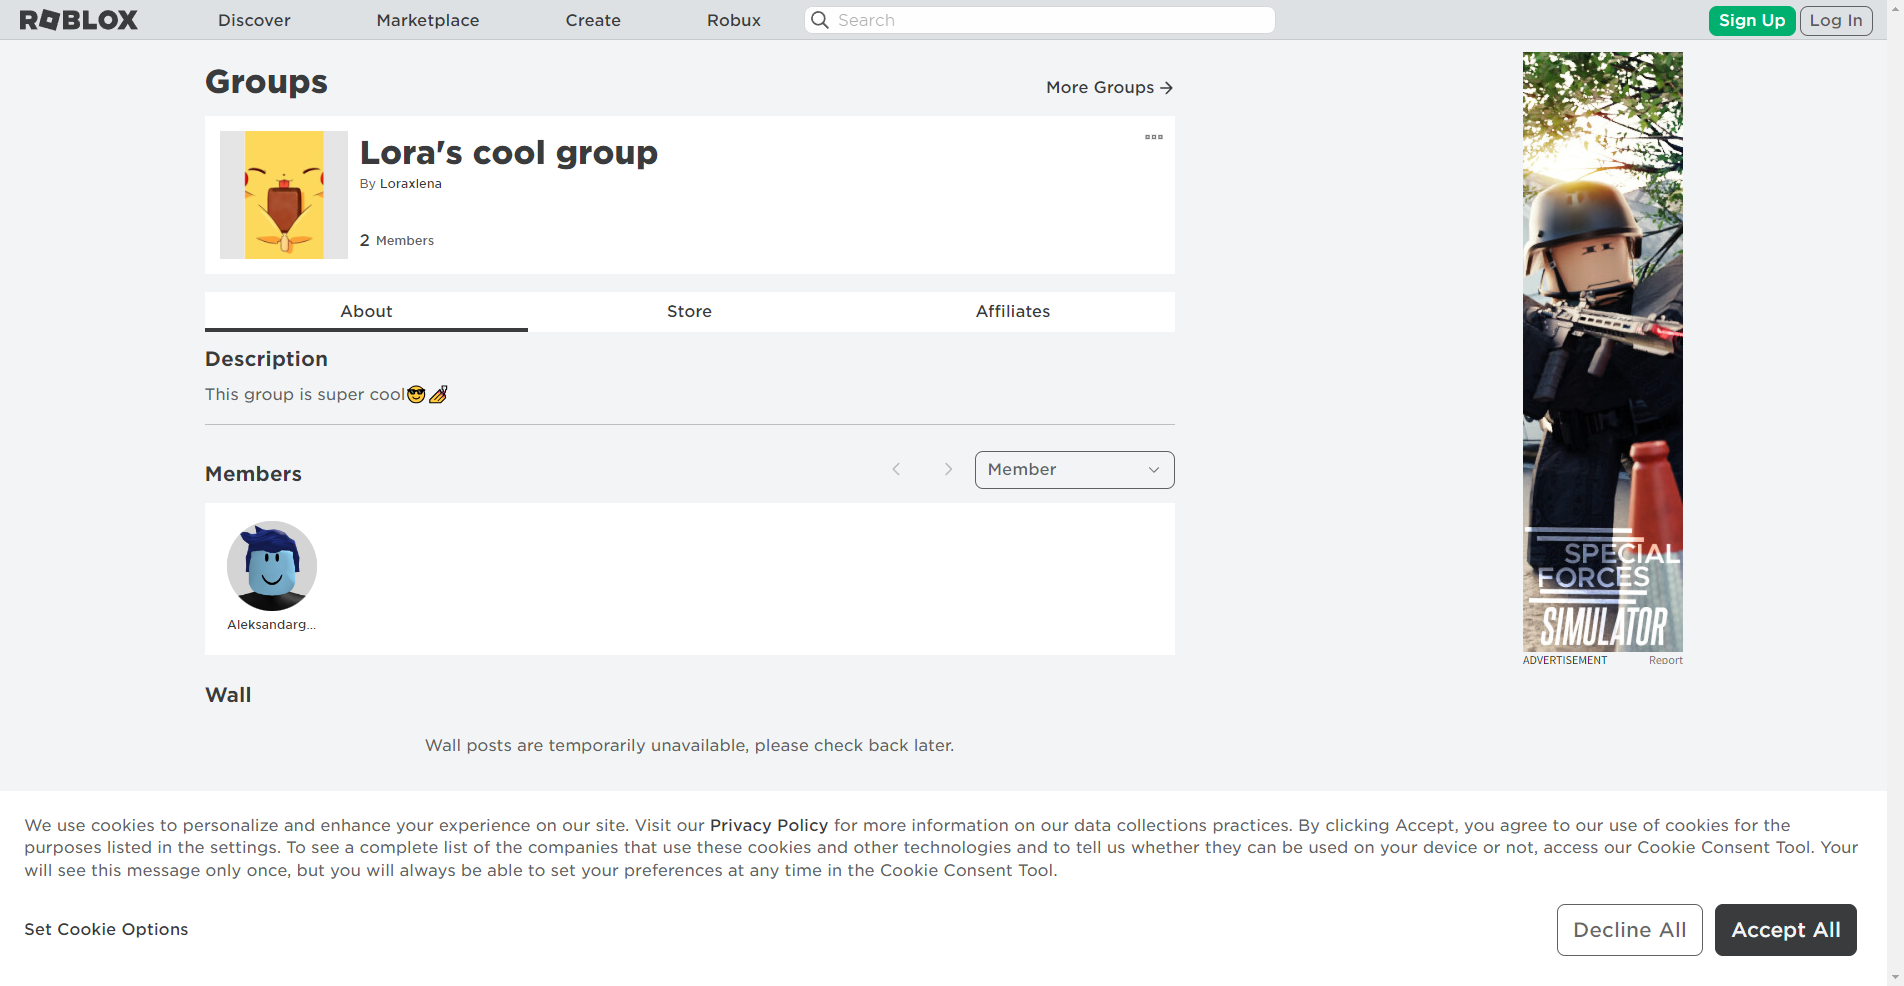 ROBLOX Discover Marketplace Create Robux Search Sign Up Log In
Groups
More Groups
Lora's cool group
By Loraxlena
2 Members
About Store Affiliates
Description
This group is super cool😎💅
Members
Member
Aleksandarg...
Wall
Wall posts are temporarily unavailable, please check back later.
SPECIAL
FORCES
SIMULATOR
ADVERTISEMENT Report
We use cookies to personalize and enhance your experience on our site. Visit our Privacy Policy for more information on our data collections practices. By clicking Accept, you agree to our use of cookies for the
purposes listed in the settings. To see a complete list of the companies that use these cookies and other technologies and to tell us whether they can be used on your device or not, access our Cookie Consent Tool. Your
will see this message only once, but you will always be able to set your preferences at any time in the Cookie Consent Tool.
Set Cookie Options
Decline All
Accept All